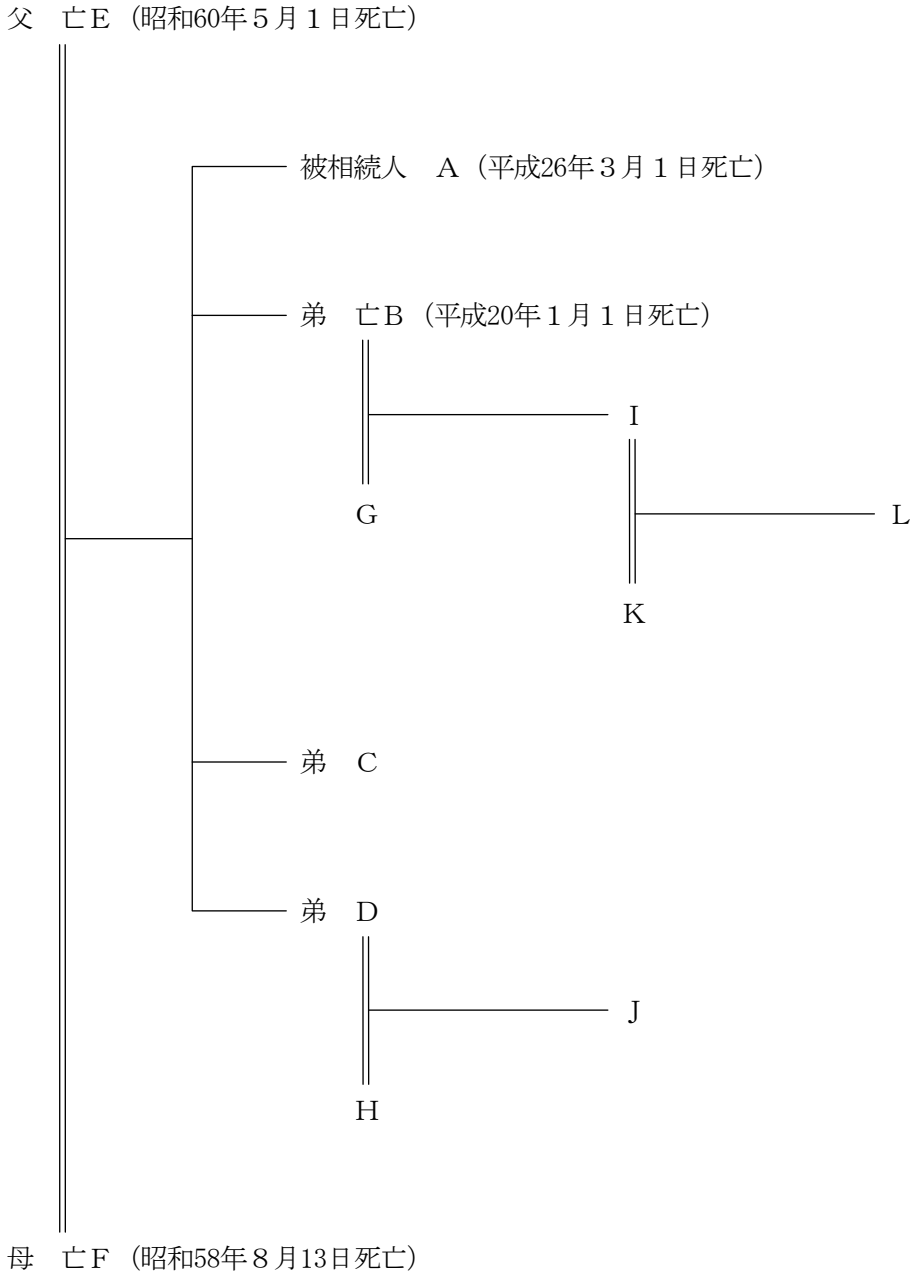 父　亡Ｅ（昭和60年５月１日死亡）
被相続人　Ａ（平成26年３月１日死亡）
弟　亡Ｂ（平成20年１月１日死亡）
Ｉ
Ｇ
Ｌ
Ｋ
弟　Ｃ
弟　Ｄ
Ｊ
Ｈ
母　亡Ｆ（昭和58年８月13日死亡）